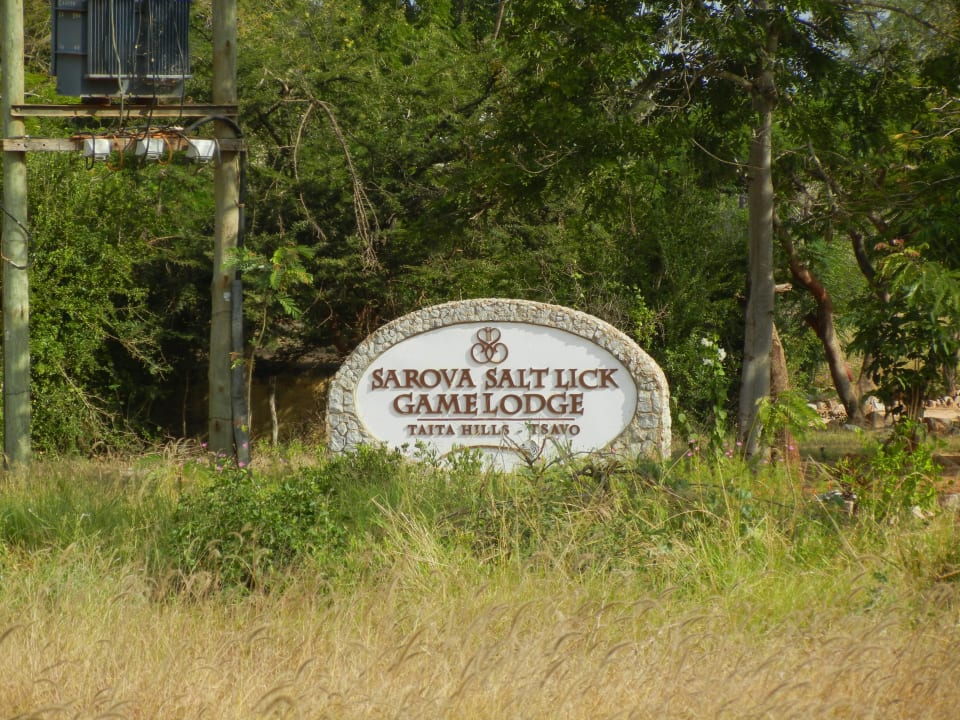 SAROVA SALT LICK
GAME LODGE
TAITA HILLS - TSAVO